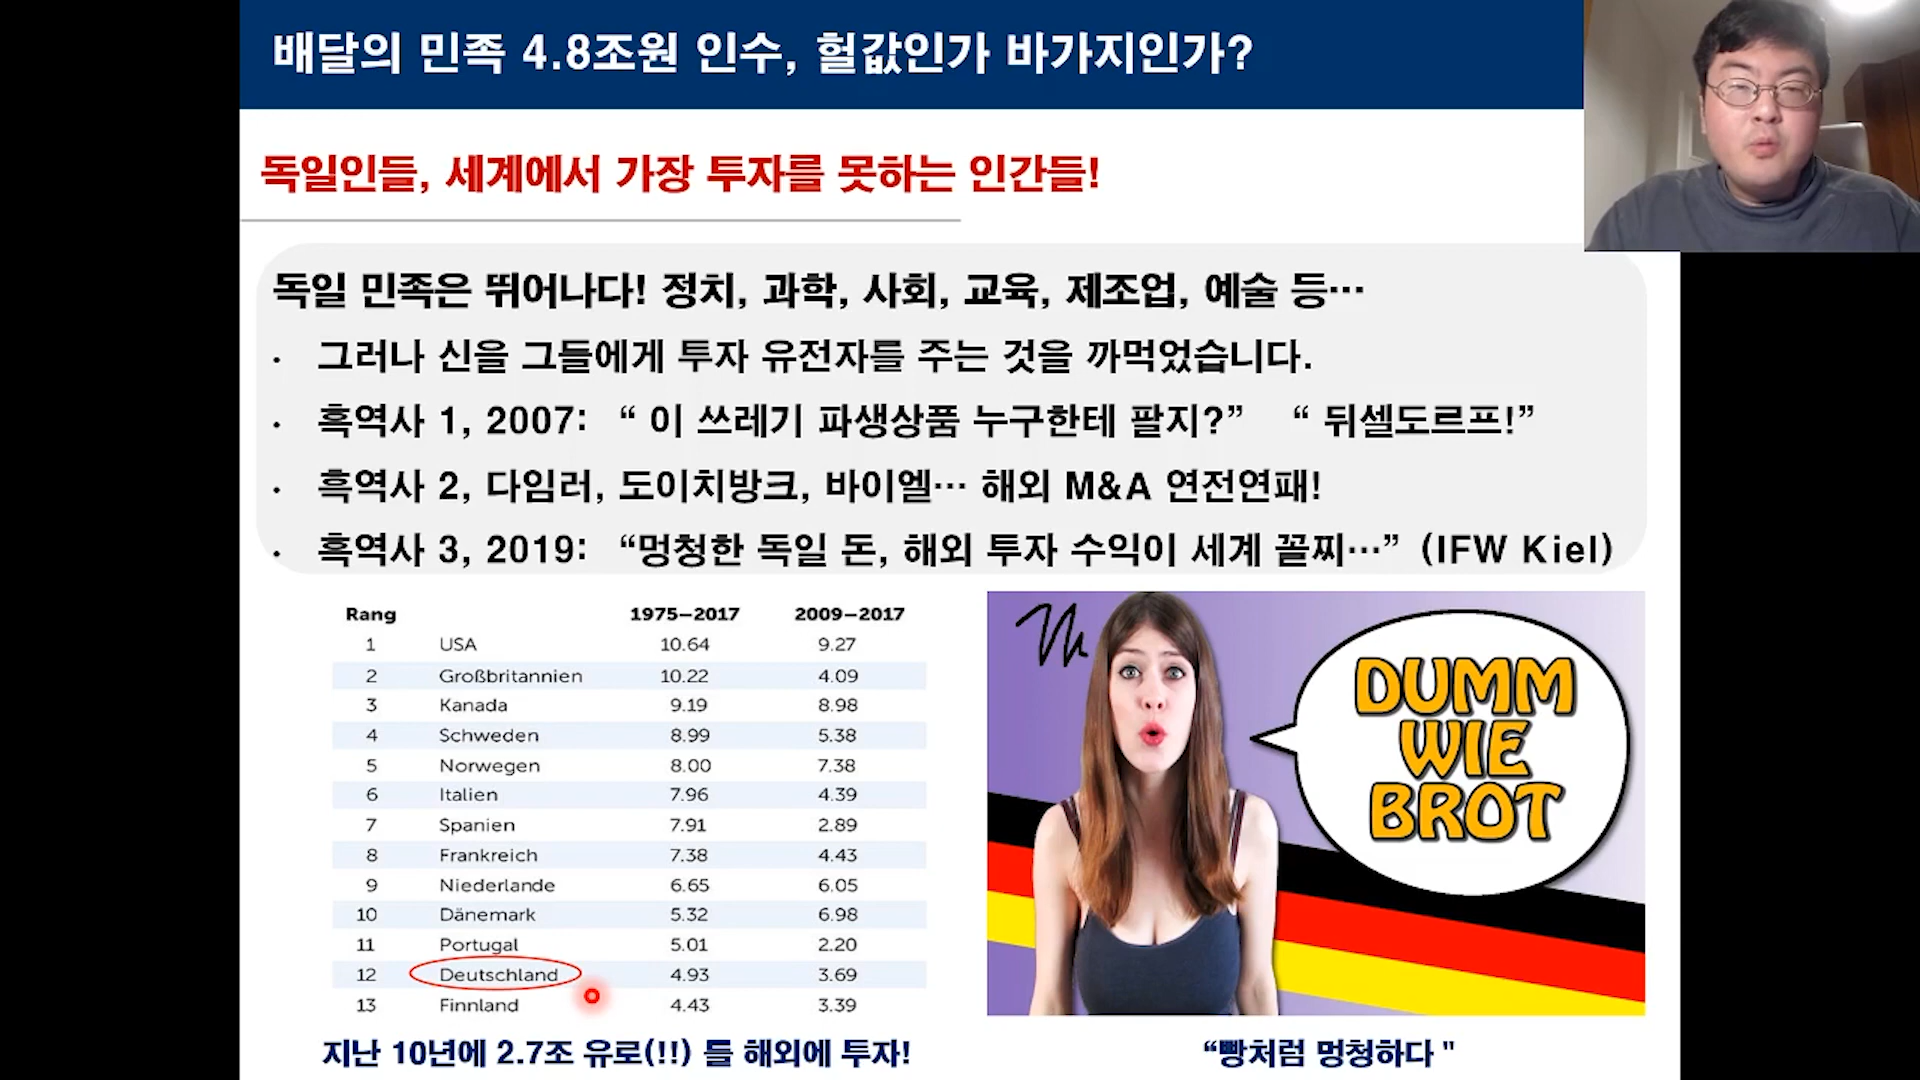 배달의 민족 4.8조원 인수, 헐값인가 바가지인가?
독일인들, 세계에서 가장 투자를 못하는 인간들!
독일 민족은 뛰어나다! 정치, 과학, 사회, 교육, 제조업, 예술 등…
· 그러나 신을 그들에게 투자 유전자를 주는 것을 까먹었습니다.
· 흑역사 1, 2007: “ 이 쓰레기 파생상품 누구한테 팔지?” “ 뒤셀도르프!”
· 흑역사 2, 다임러, 도이치방크, 바이엘… 해외 M&A 연전연패!
· 흑역사 3, 2019: “멍청한 독일 돈, 해외 투자 수익이 세계 꼴찌…” (IFW Kiel)
Rang 1975–2017 2009–2017
1 USA 10.64 9.27
2 Großbritannien 10.22 4.09
3 Kanada 9.19 8.98
4 Schweden 8.99 5.38
5 Norwegen 8.00 7.38
6 Italien 7.96 4.39
7 Spanien 7.91 2.89
8 Frankreich 7.38 4.43
9 Niederlande 6.65 6.05
10 Dänemark 5.32 6.98
11 Portugal 5.01 2.20
12 Deutschland 4.93 3.69
13 Finnland 4.43 3.39
지난 10년에 2.7조 유로(!!) 를 해외에 투자!
DUMM
WIE
BROT
“빵처럼 멍청하다 "